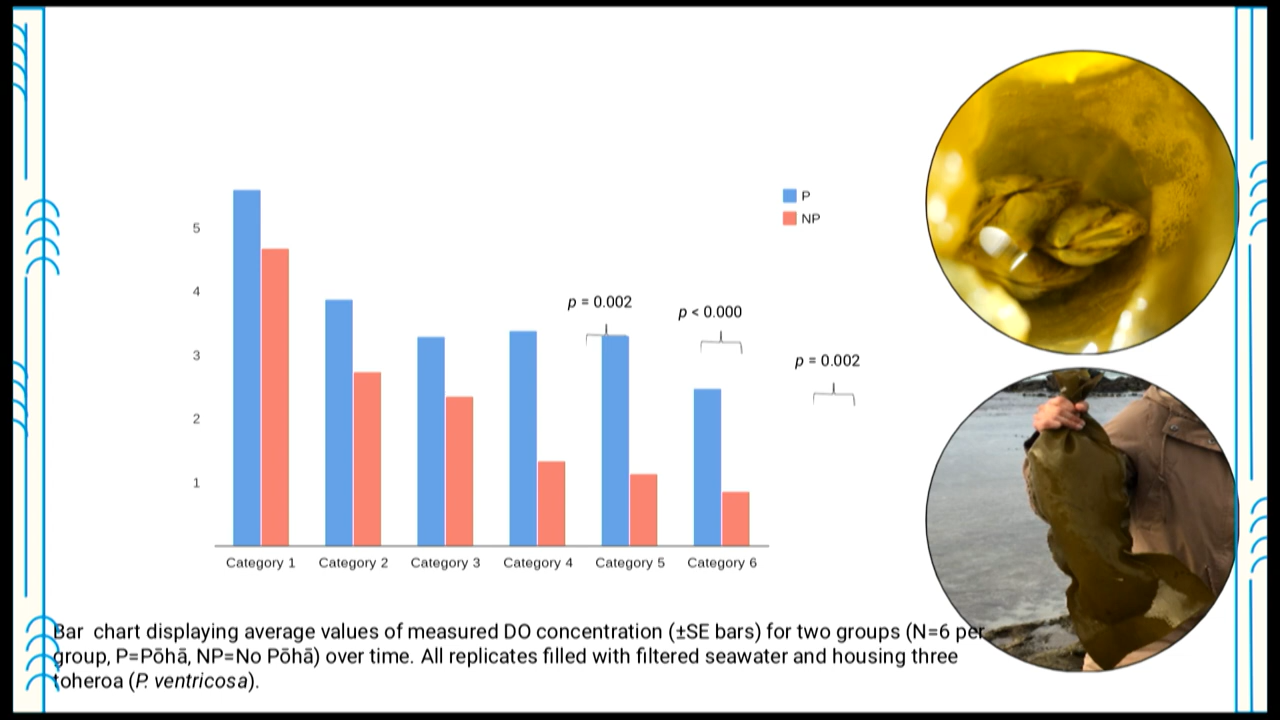 P
NP
5
4
3
2
1
p = 0.002
p < 0.000
p = 0.002
Category 1
Category 2
Category 3
Category 4
Category 5
Category 6
Bar chart displaying average values of measured DO concentration (±SE bars) for two groups (N=6 per
group, P=Pōhā, NP=No Pōhā) over time. All replicates filled with filtered seawater and housing three
toheroa (P. ventricosa).